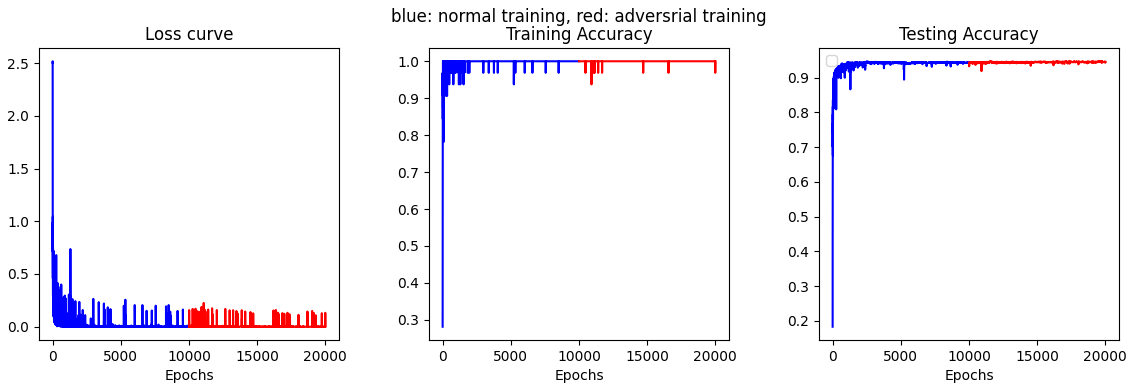 blue: normal training, red: adversrial training
Loss curve
2.5
2.0
1.5
1.0
0.5
0.0
0 5000 10000 15000 20000
Epochs
Training Accuracy
1.0
0.9
0.8
0.7
0.6
0.5
0.4
0.3
0 5000 10000 15000 20000
Epochs
Testing Accuracy
0.9
0.8
0.7
0.6
0.5
0.4
0.3
0.2
0 5000 10000 15000 20000
Epochs